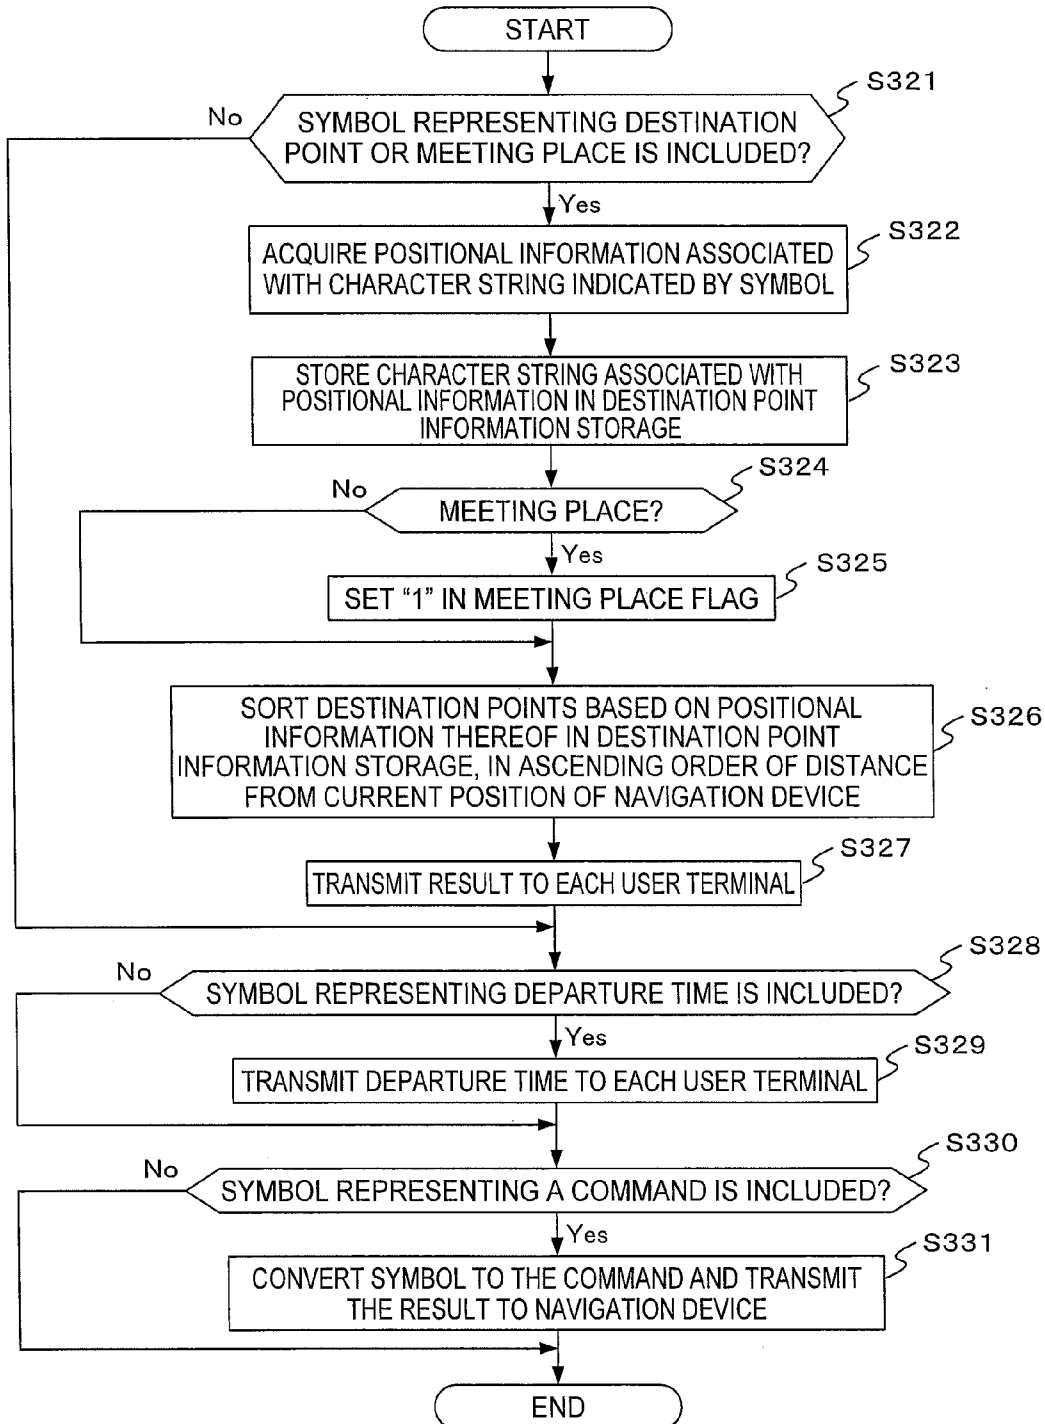 START
S321
No
SYMBOL REPRESENTING DESTINATION
POINT OR MEETING PLACE IS INCLUDED?
Yes
S322
ACQUIRE POSITIONAL INFORMATION ASSOCIATED
WITH CHARACTER STRING INDICATED BY SYMBOL
S323
STORE CHARACTER STRING ASSOCIATED WITH
POSITIONAL INFORMATION IN DESTINATION POINT
INFORMATION STORAGE
S324
No
MEETING PLACE?
Yes
S325
SET “1” IN MEETING PLACE FLAG
SORT DESTINATION POINTS BASED ON POSITIONAL
S326
INFORMATION THEREOF IN DESTINATION POINT
INFORMATION STORAGE, IN ASCENDING ORDER OF DISTANCE
FROM CURRENT POSITION OF NAVIGATION DEVICE
S327
TRANSMIT RESULT TO EACH USER TERMINAL
S328
No
SYMBOL REPRESENTING DEPARTURE TIME IS INCLUDED?
Yes
S329
TRANSMIT DEPARTURE TIME TO EACH USER TERMINAL
S330
No
SYMBOL REPRESENTING A COMMAND IS INCLUDED?
Yes
S331
CONVERT SYMBOL TO THE COMMAND AND TRANSMIT
THE RESULT TO NAVIGATION DEVICE
END